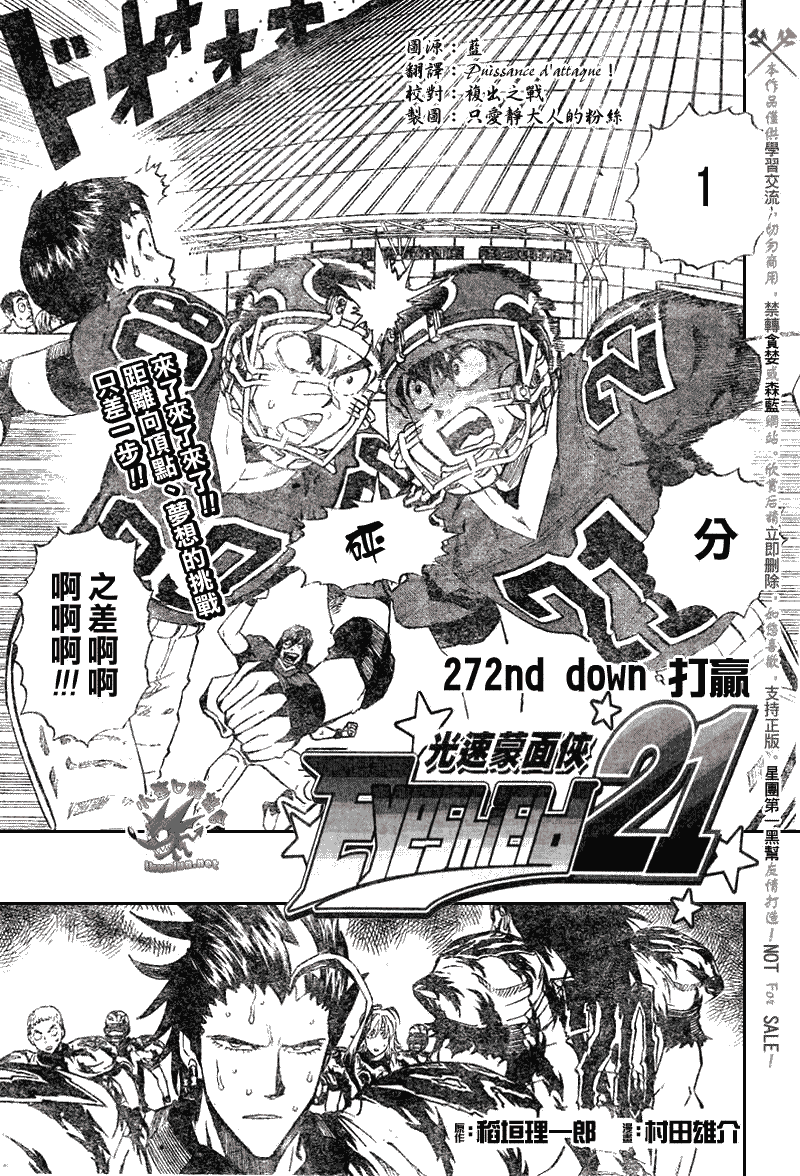 ドオオオオ
圖源：藍
翻譯：Puissance d'attaque！
校對：複出之戰
製圖：只愛靜大人的粉絲
1
分
之差啊啊
啊啊啊!!!
砰
來了來了來了!!
距離向頂點、夢想的挑戰
只差一步!!
78
21
272nd down 打贏
光速蒙面俠
EYESHIELD 21
原作：稻垣理一郎 漫畫：村田雄介
本作品僅供學習交流，切勿商用，禁轉貪婪或森藍網站。欣賞后請立即刪除，如您喜歡，支持正版。星團第一黑幫友情打造！NOT For SALE！